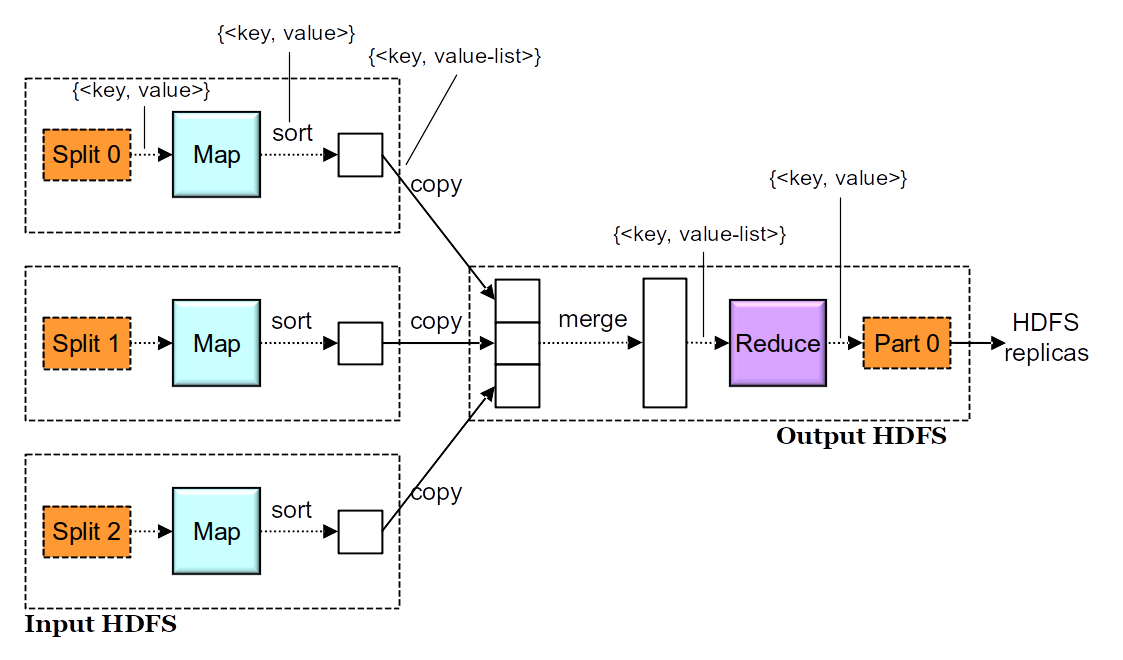 {<key, value>}
{<key, value-list>}
{<key, value>}
Split 0
Map
sort
copy
{<key, value>}
{<key, value-list>}
Split 1
Map
sort
copy
merge
Reduce
Part 0
HDFS
replicas
Output HDFS
Split 2
Map
sort
copy
Input HDFS